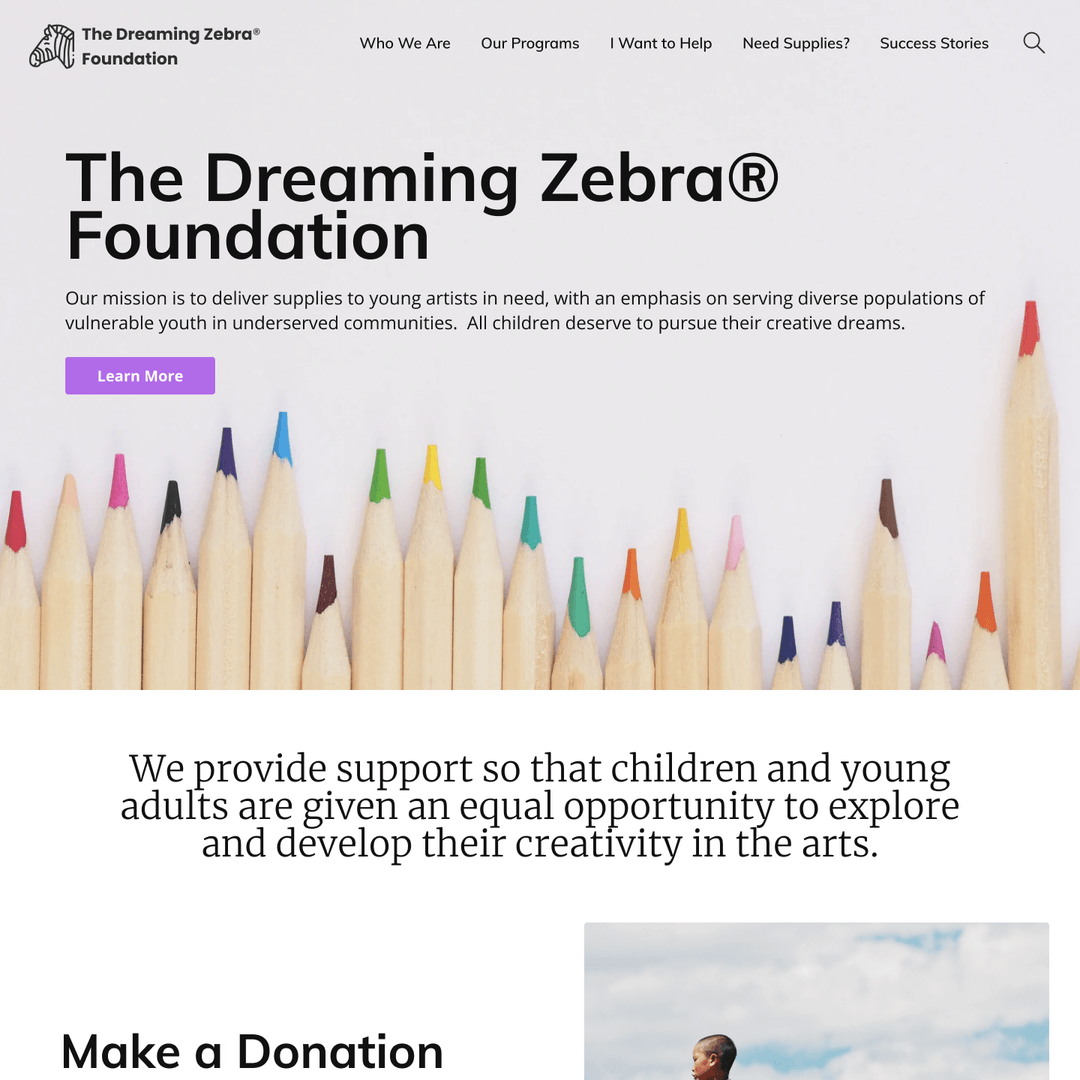 The Dreaming Zebra®
Foundation
Who We Are
Our Programs
I Want to Help
Need Supplies?
Success Stories
The Dreaming Zebra®
Foundation
Our mission is to deliver supplies to young artists in need, with an emphasis on serving diverse populations of
vulnerable youth in underserved communities.  All children deserve to pursue their creative dreams.
Learn More
We provide support so that children and young
adults are given an equal opportunity to explore
and develop their creativity in the arts.
Make a Donation